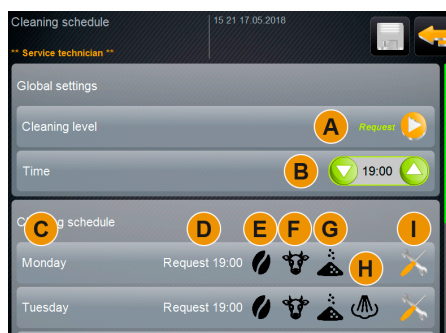 Cleaning schedule
15 21 17.05.2018
** Service technician **
Global settings
Cleaning level
A
Request
Time
B
19:00
C
schedule
D
E
F
G
I
Monday
Request 19:00
H
Tuesday
Request 19:00